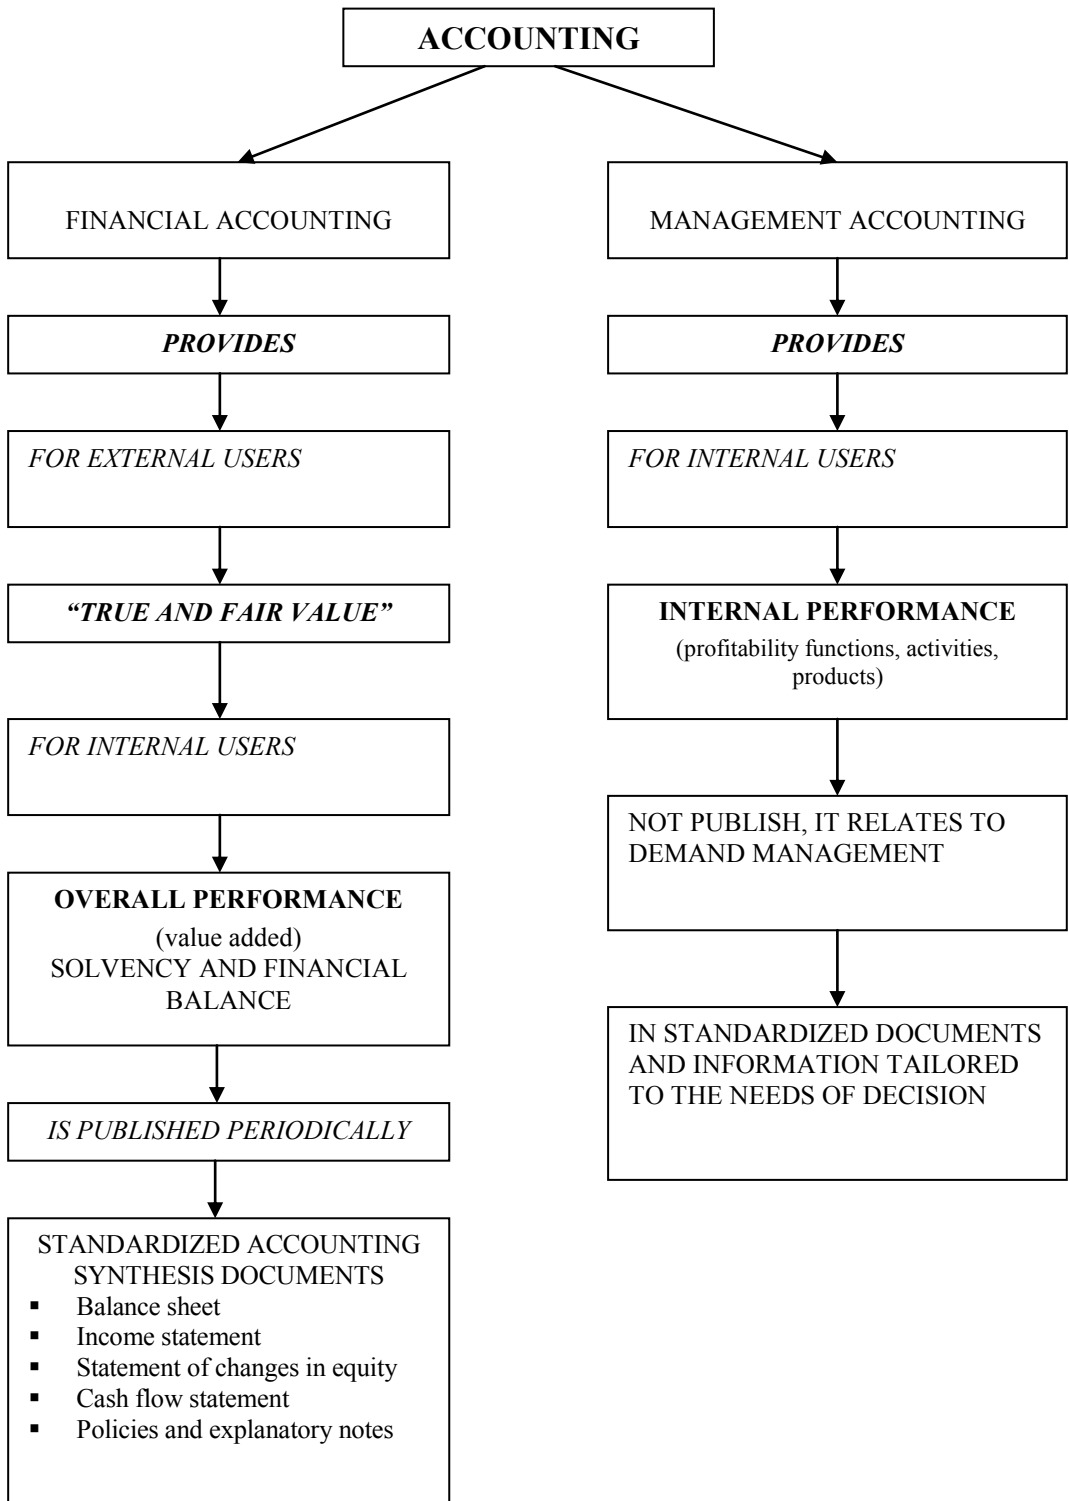 ACCOUNTING
FINANCIAL ACCOUNTING
PROVIDES
FOR EXTERNAL USERS
“TRUE AND FAIR VALUE”
FOR INTERNAL USERS
OVERALL PERFORMANCE
(value added)
SOLVENCY AND FINANCIAL
BALANCE
IS PUBLISHED PERIODICALLY
STANDARDIZED ACCOUNTING
SYNTHESIS DOCUMENTS
▪ Balance sheet
▪ Income statement
▪ Statement of changes in equity
▪ Cash flow statement
▪ Policies and explanatory notes
MANAGEMENT ACCOUNTING
PROVIDES
FOR INTERNAL USERS
INTERNAL PERFORMANCE
(profitability functions, activities,
products)
NOT PUBLISH, IT RELATES TO
DEMAND MANAGEMENT
IN STANDARDIZED DOCUMENTS
AND INFORMATION TAILORED
TO THE NEEDS OF DECISION